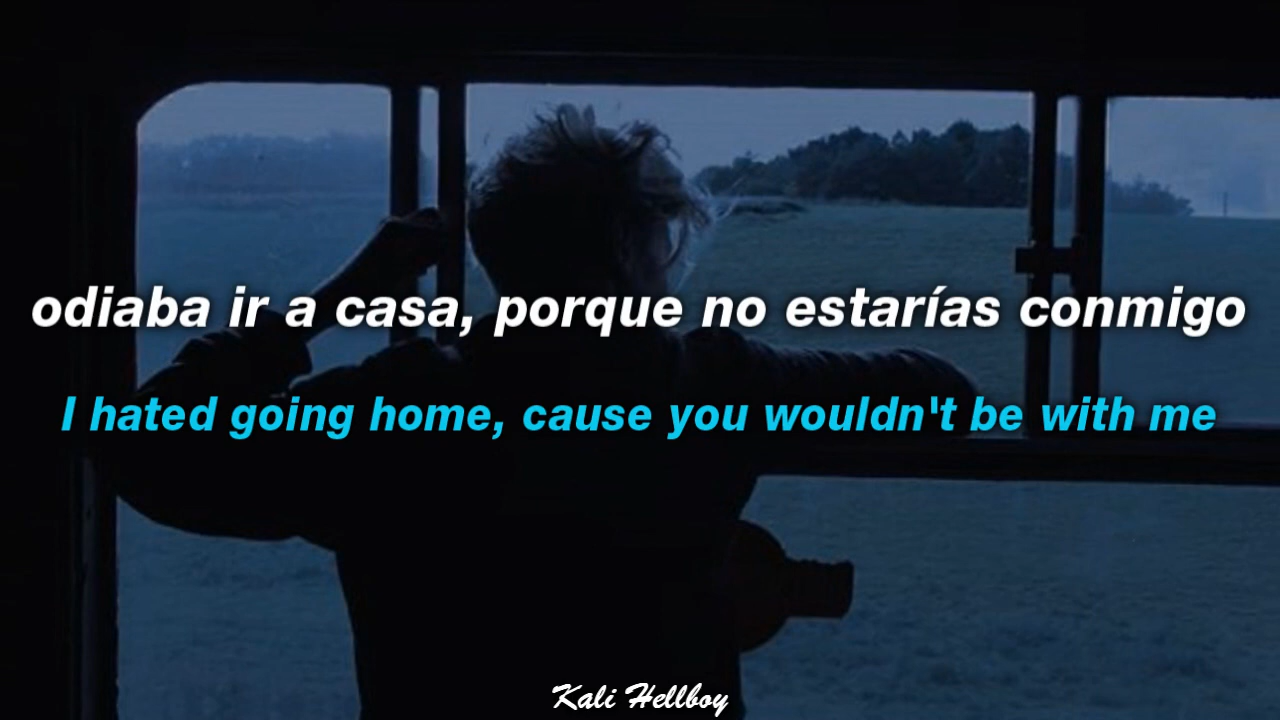 odiaba ir a casa, porque no estarías conmigo
I hated going home, cause you wouldn't be with me
Kali Hellboy